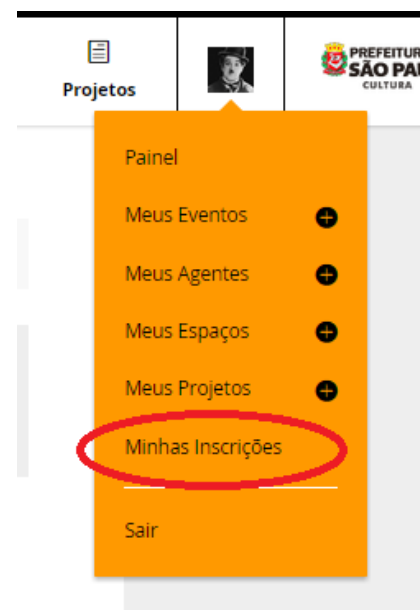 Projetos
PREFEITUR
SÃO PAU
CULTURA
Painel
Meus Eventos
Meus Agentes
Meus Espaços
Meus Projetos
Minhas Inscrições
Sair